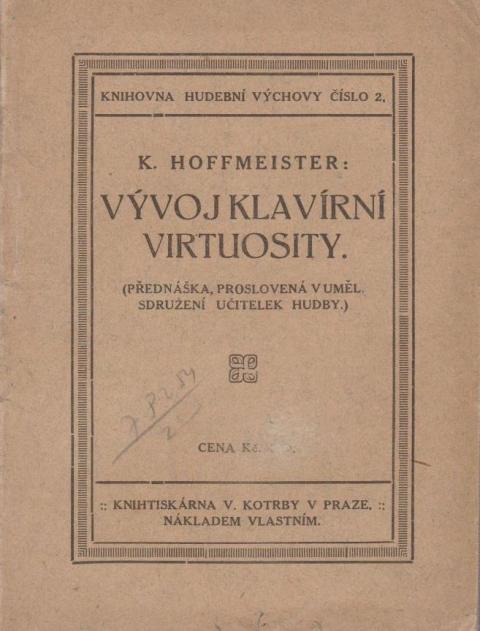 KNIHOVNA HUDEBNÍ VÝCHOVY ČÍSLO 2.
K. HOFFMEISTER:
VÝVOJ KLAVÍRNÍ
VIRTUOSITY.
(PŘEDNÁŠKA, PROSLOVENÁ V UMĚL.
SDRUŽENÍ UČITELEK HUDBY.)
CENA Kč
:: KNIHTISKÁRNA V. KOTRBY V PRAZE. ::
NÁKLADEM VLASTNÍM.